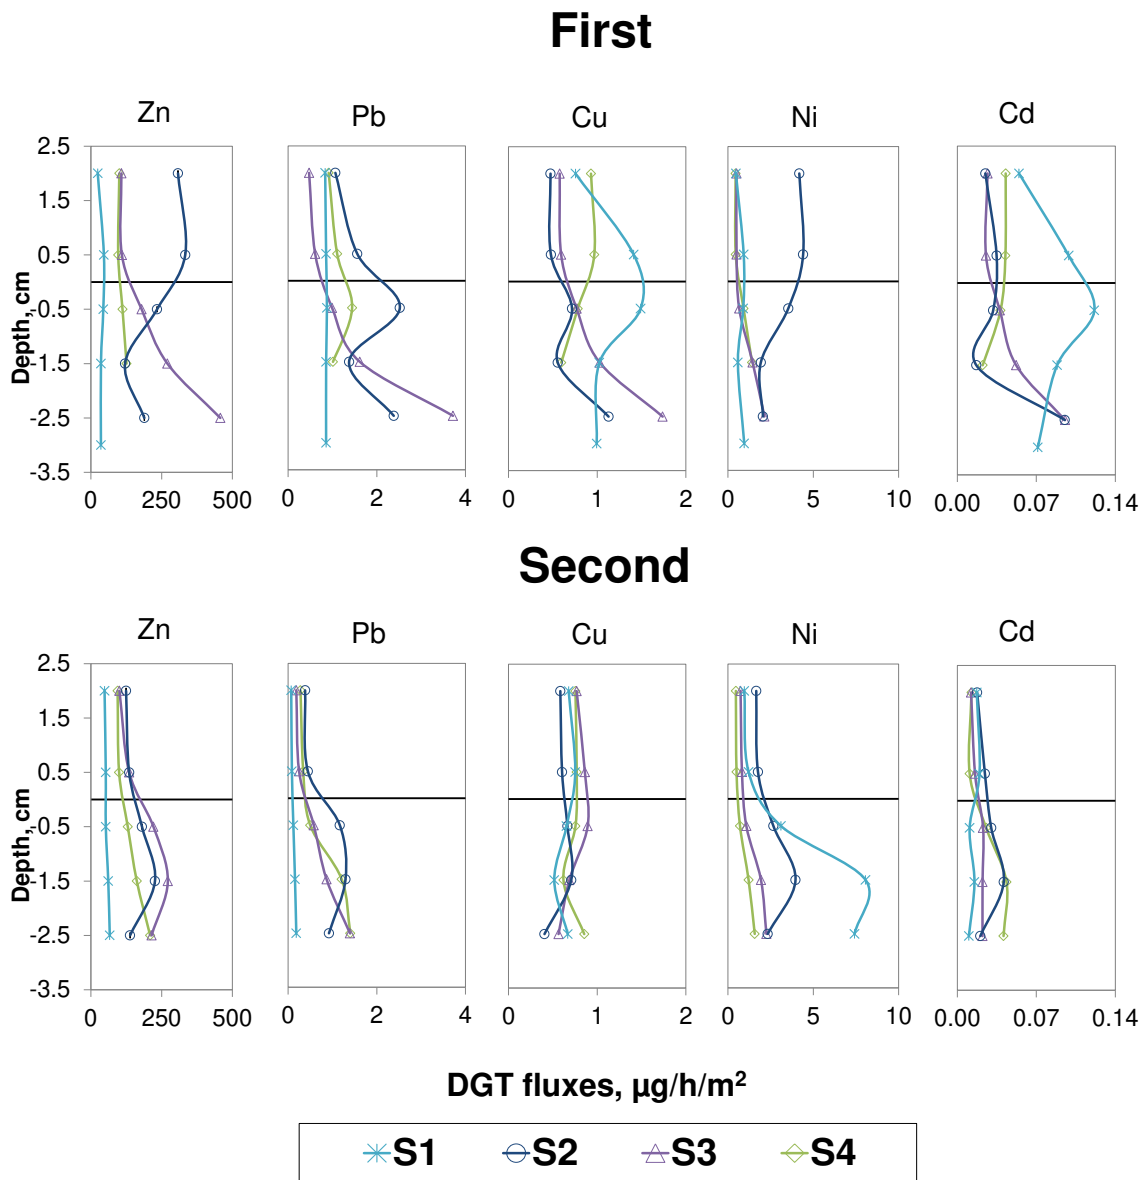 First
Zn Pb Cu Ni Cd
Depth, cm
2.5
1.5
0.5
-0.5
-1.5
-2.5
-3.5
0 250 500 0 2 4 0 1 2 0 5 10 0.00 0.07 0.14
Second
Zn Pb Cu Ni Cd
Depth, cm
2.5
1.5
0.5
-0.5
-1.5
-2.5
-3.5
0 250 500 0 2 4 0 1 2 0 5 10 0.00 0.07 0.14
DGT fluxes, µg/h/m²
S1 S2 S3 S4